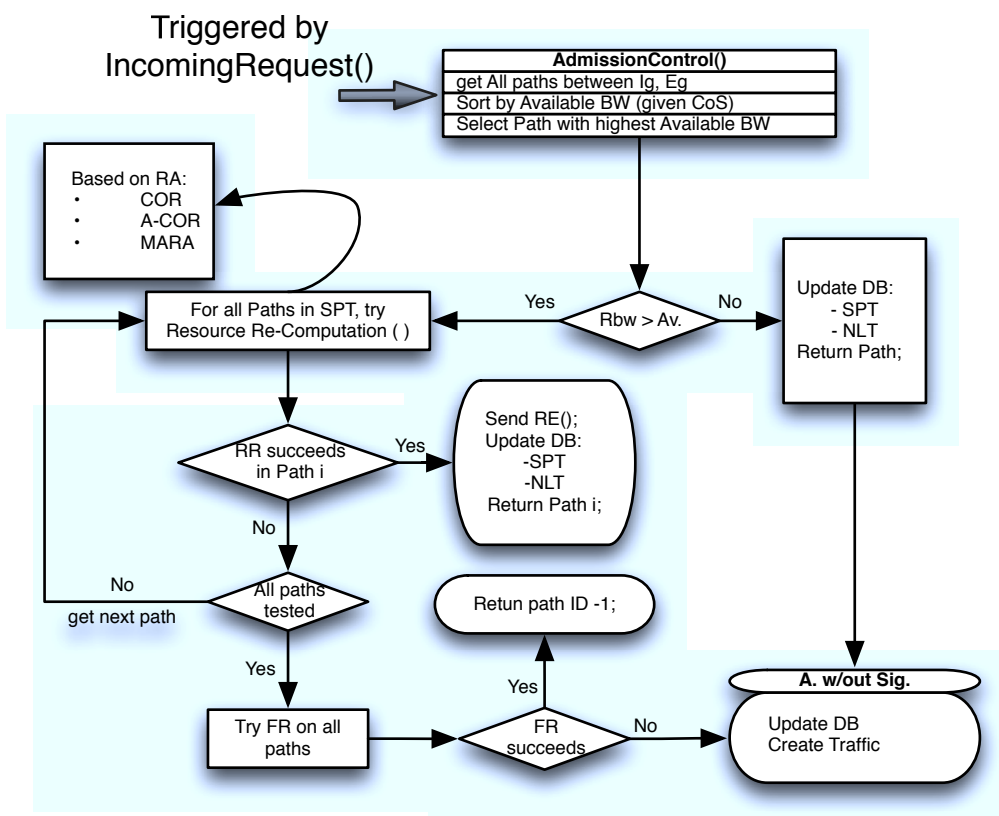 Triggered by
IncomingRequest()
AdmissionControl()
get All paths between Ig, Eg
Sort by Available BW (given CoS)
Select Path with highest Available BW
Based on RA:
• COR
• A-COR
• MARA
For all Paths in SPT, try
Resource Re-Computation ( )
Yes
Rbw > Av.
No
Update DB:
- SPT
- NLT
Return Path;
RR succeeds
in Path i
Yes
Send RE();
Update DB:
-SPT
-NLT
Return Path i;
No
All paths
tested
No
get next path
Retun path ID -1;
Yes
Try FR on all
paths
Yes
FR
succeeds
No
A. w/out Sig.
Update DB
Create Traffic